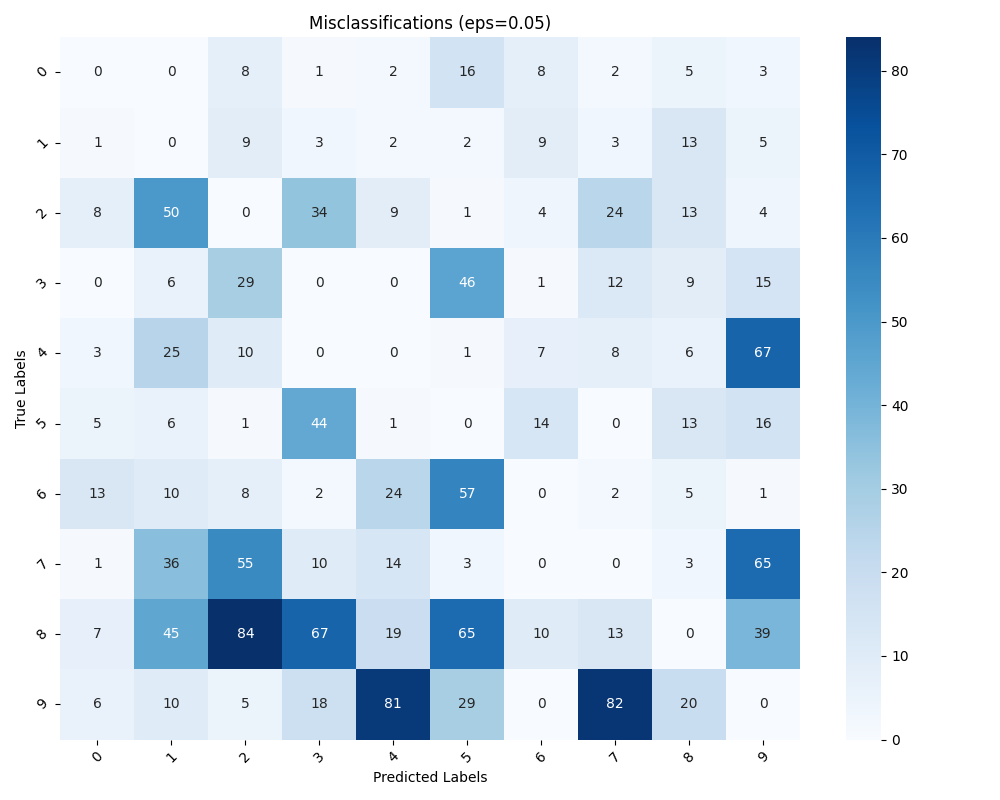 Misclassifications (eps=0.05)
True Labels
0 0 0 8 1 2 16 8 2 5 3
1 1 0 9 3 2 2 9 3 13 5
2 8 50 0 34 9 1 4 24 13 4
3 0 6 29 0 0 46 1 12 9 15
4 3 25 10 0 0 1 7 8 6 67
5 5 6 1 44 1 0 14 0 13 16
6 13 10 8 2 24 57 0 2 5 1
7 1 36 55 10 14 3 0 0 3 65
8 7 45 84 67 19 65 10 13 0 39
9 6 10 5 18 81 29 0 82 20 0
0 1 2 3 4 5 6 7 8 9
Predicted Labels
80
70
60
50
40
30
20
10
0